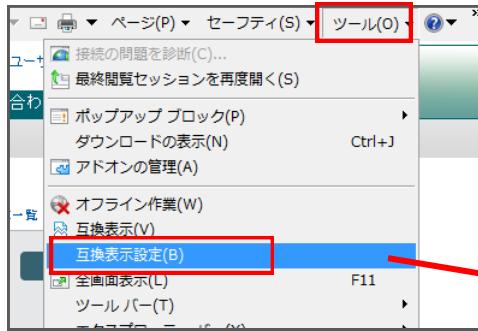 ページ(P) セーフティ(S) ツール(O)
ユーザ
接続の問題を診断(C)...
最終閲覧セッションを再度開く(S)
合わ
ポップアップ ブロック(P)
ダウンロードの表示(N) Ctrl+J
アドオンの管理(A)
オフライン作業(W)
一覧
互換表示(V)
互換表示設定(B)
全画面表示(L) F11
ツール バー(T)